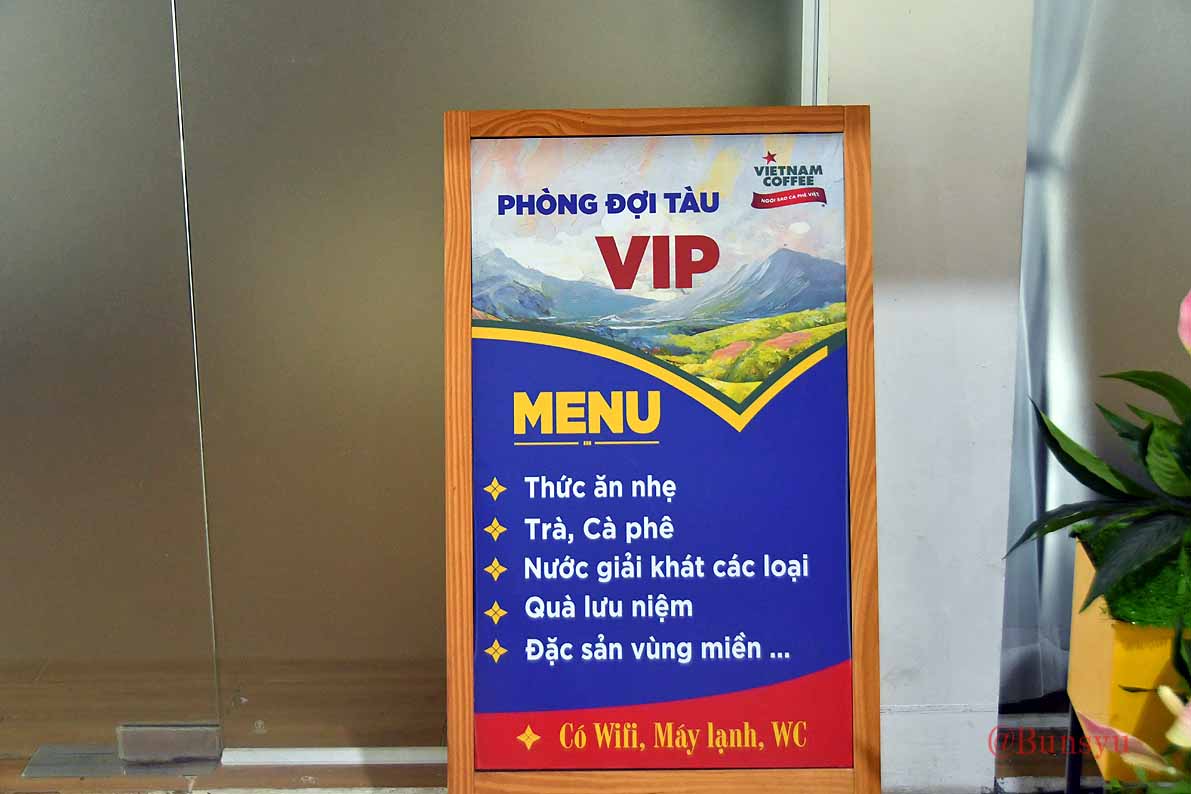 VIETNAM
COFFEE
NGÔI SAO CÀ PHÊ VIỆT
PHÒNG ĐỢI TÀU
VIP
MENU
Thức ăn nhẹ
Trà, Cà phê
Nước giải khát các loại
Quà lưu niệm
Đặc sản vùng miền ...
Có Wifi, Máy lạnh, WC
@Bunsyu